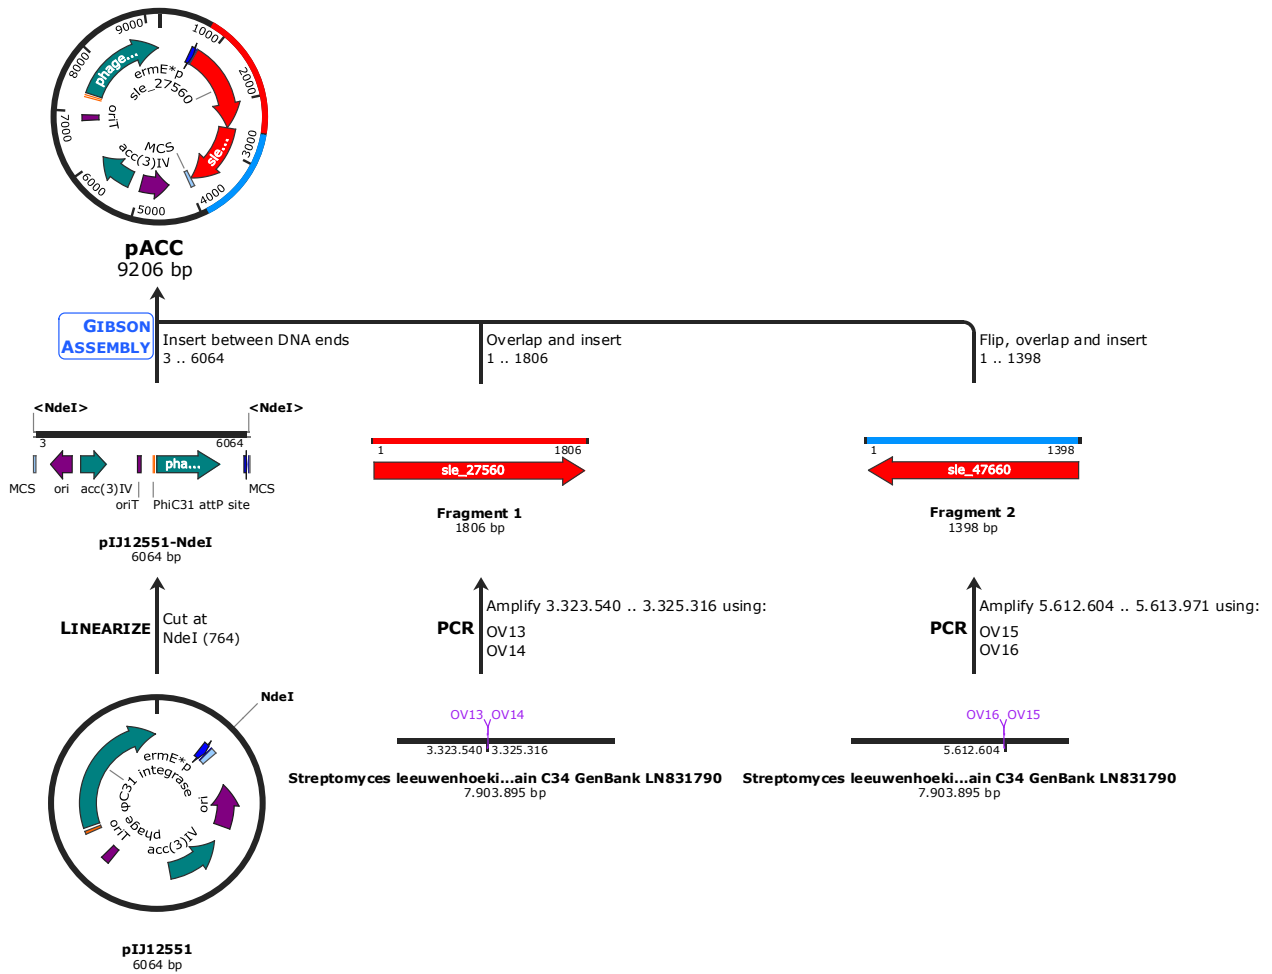 9000
1000
8000
2000
7000
3000
6000
5000
4000
phage...
ermE*p
sle_27560
oriT
MCS
acc(3)IV
sle...
pACC
9206 bp
GIBSON
ASSEMBLY
Insert between DNA ends
3 .. 6064
Overlap and insert
1 .. 1806
Flip, overlap and insert
1 .. 1398
<NdeI>
<NdeI>
3
6064
pha...
MCS
ori
acc(3)IV
MCS
oriT
PhiC31 attP site
pIJ12551-NdeI
6064 bp
1
1806
sle_27560
Fragment 1
1806 bp
1
1398
sle_47660
Fragment 2
1398 bp
LINEARIZE
Cut at
NdeI (764)
PCR
Amplify 3.323.540 .. 3.325.316 using:
OV13
OV14
PCR
Amplify 5.612.604 .. 5.613.971 using:
OV15
OV16
NdeI
ermE*p
φC31 integrase
phage
ori
oriT
acc(3)IV
pIJ12551
6064 bp
OV13
OV14
3.323.540
3.325.316
Streptomyces leeuwenhoeki...ain C34 GenBank LN831790
7.903.895 bp
OV16
OV15
5.612.604
Streptomyces leeuwenhoeki...ain C34 GenBank LN831790
7.903.895 bp